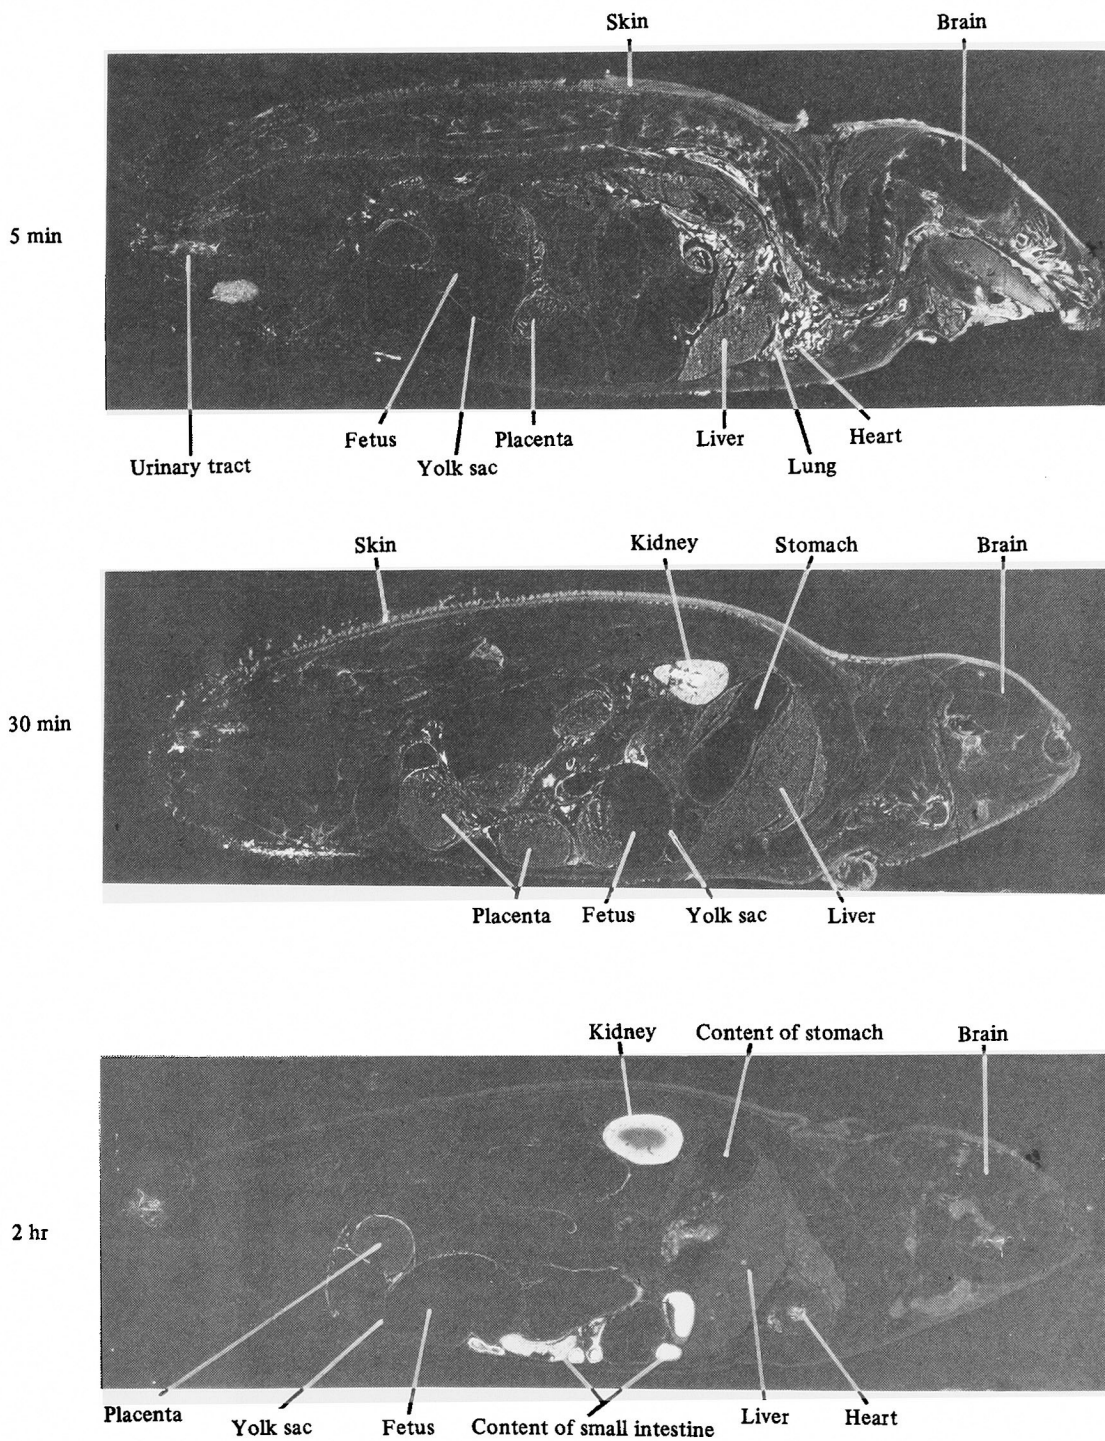 Skin
Brain
5 min
Fetus
Placenta
Liver
Heart
Urinary tract
Yolk sac
Lung
Skin
Kidney
Stomach
Brain
30 min
Placenta
Fetus
Yolk sac
Liver
Kidney
Content of stomach
Brain
2 hr
Placenta
Yolk sac
Fetus
Content of small intestine
Liver
Heart